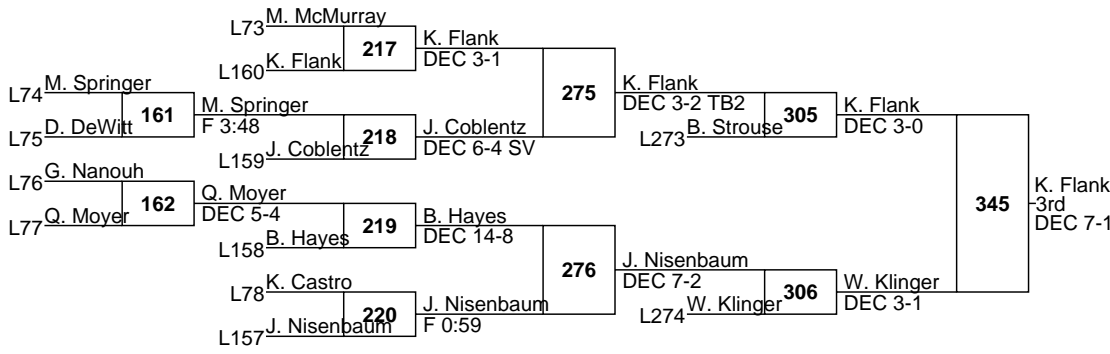 L73 M. McMurray
217
K. Flank
DEC 3-1
L160 K. Flank
275
K. Flank
DEC 3-2 TB2
L74 M. Springer
161
M. Springer
F 3:48
L75 D. DeWitt
218
J. Coblentz
DEC 6-4 SV
L159 J. Coblentz
305
K. Flank
DEC 3-0
L273 B. Strouse
L76 G. Nanouh
162
Q. Moyer
DEC 5-4
L77 Q. Moyer
219
B. Hayes
DEC 14-8
L158 B. Hayes
345
K. Flank
3rd
DEC 7-1
276
J. Nisenbaum
DEC 7-2
L78 K. Castro
220
J. Nisenbaum
F 0:59
L157 J. Nisenbaum
306
W. Klinger
DEC 3-1
L274 W. Klinger